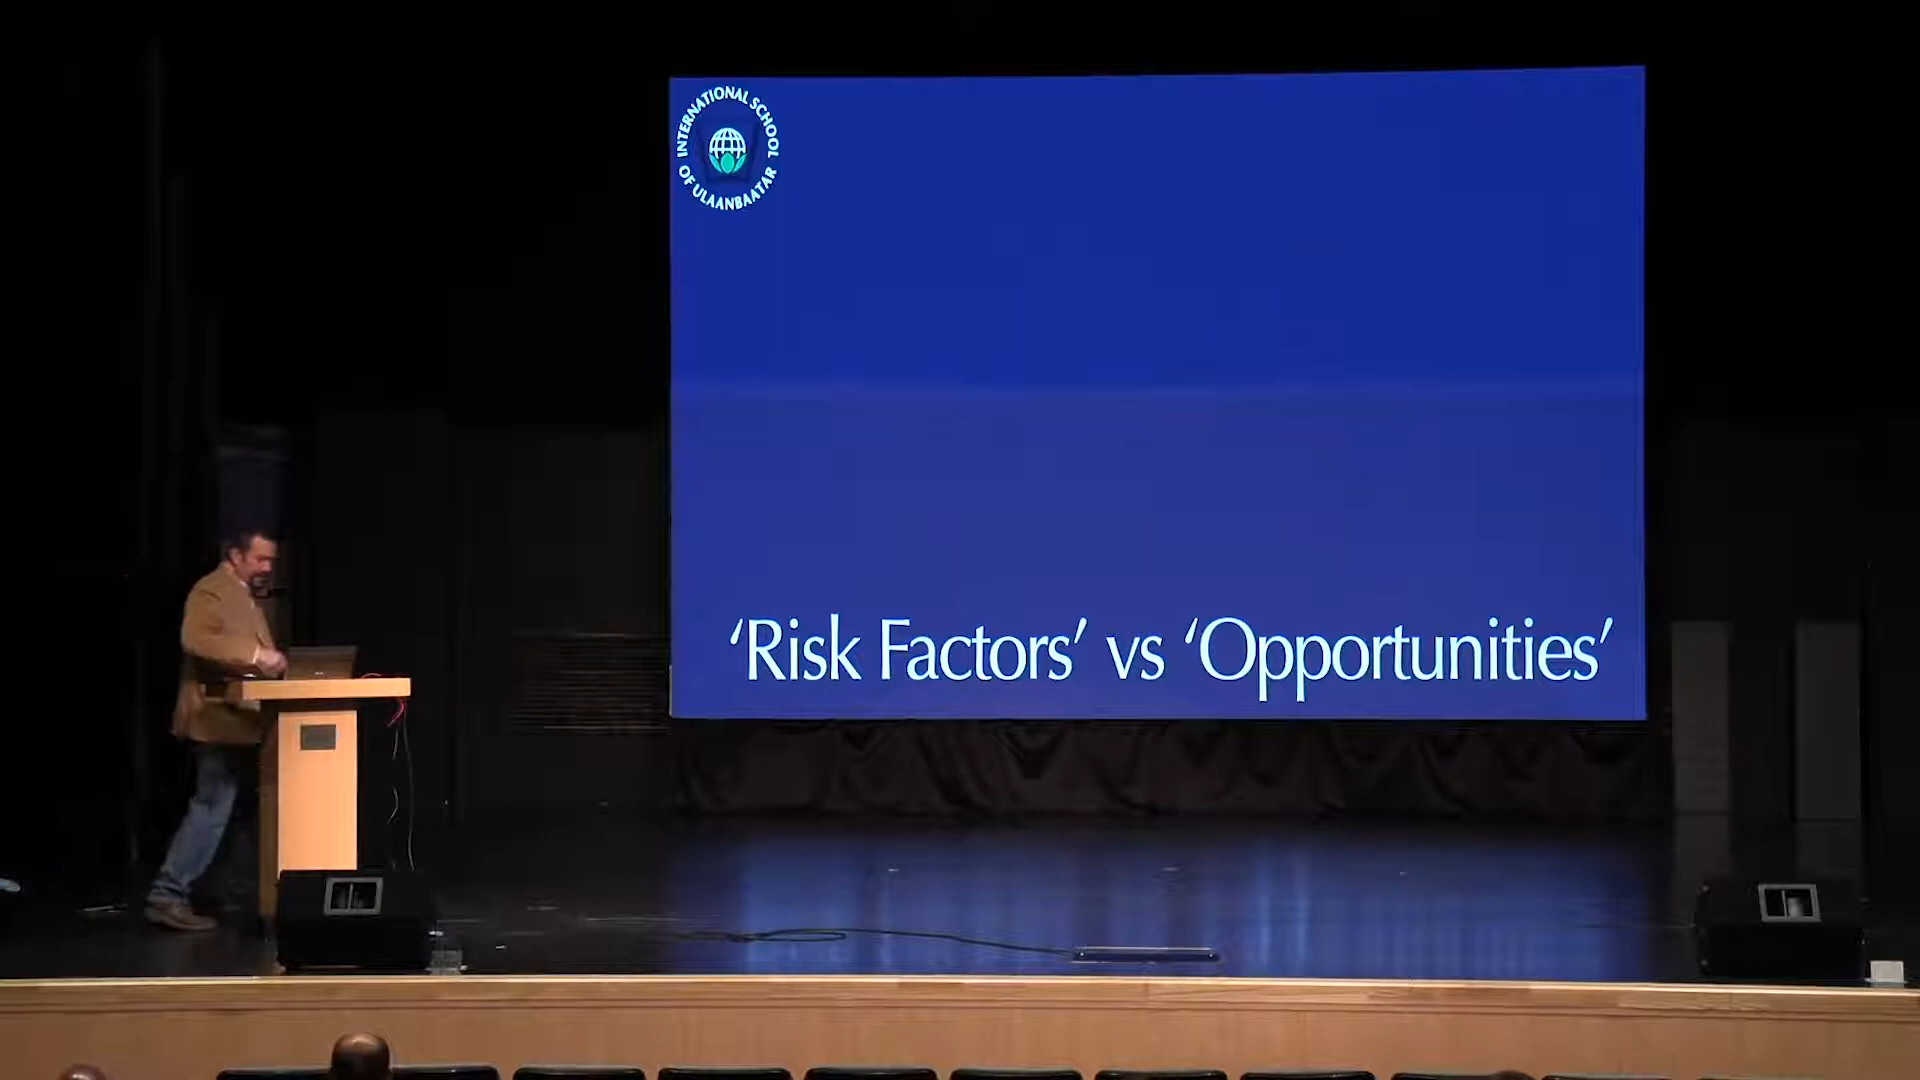 INTERNATIONAL SCHOOL
OF ULAANBAATAR
‘Risk Factors’ vs ‘Opportunities’